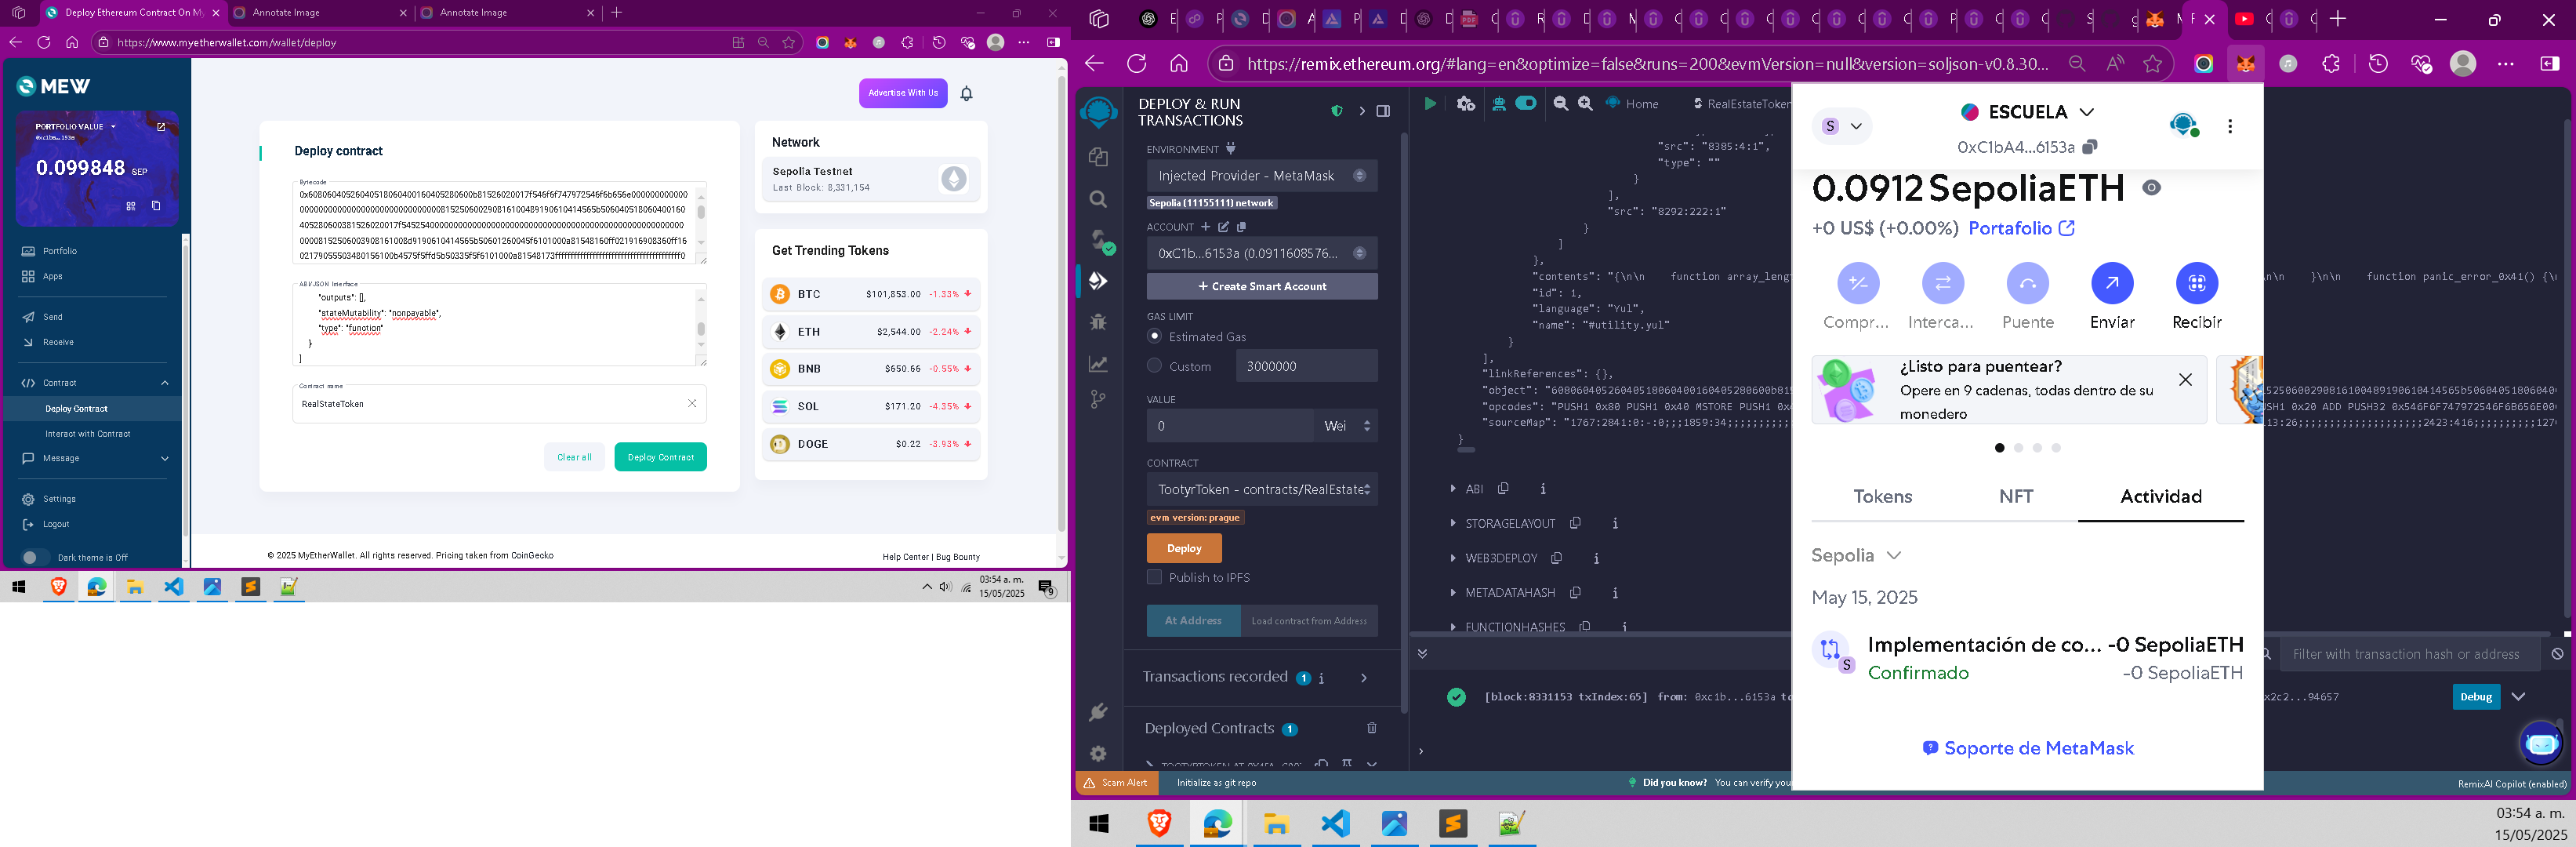 Deploy Ethereum Contract On My
Annotate Image
Annotate Image
https://www.myetherwallet.com/wallet/deploy
MEW
PORTFOLIO VALUE
0.099848 SEP
Portfolio
Apps
Send
Receive
Contract
Deploy Contract
Interact with Contract
Message
Settings
Logout
Dark theme is Off
Advertise With Us
Deploy contract
Bytecode
ABI/JSON Interface
"outputs": [],
"stateMutability": "nonpayable",
"type": "function"
}
]
Contract name
RealStateToken
Clear all
Deploy Contract
Network
Sepolia Testnet
Last Block: 8,331,154
Get Trending Tokens
BTC $101,853.00 -1.33%
ETH $2,544.00 -2.24%
BNB $650.66 -0.55%
SOL $171.20 -4.35%
DOGE $0.22 -3.93%
© 2025 MyEtherWallet. All rights reserved. Pricing taken from CoinGecko
Help Center | Bug Bounty
03:54 a. m.
15/05/2025
9
https://remix.ethereum.org/#lang=en&optimize=false&runs=200&evmVersion=null&version=soljson-v0.8.30...
DEPLOY & RUN
TRANSACTIONS
ENVIRONMENT
Injected Provider - MetaMask
Sepolia (11155111) network
ACCOUNT
0xC1b...6153a (0.0911608576...
+ Create Smart Account
GAS LIMIT
Estimated Gas
Custom
3000000
VALUE
0
Wei
CONTRACT
TootyrToken - contracts/RealEstate
evm version: prague
Deploy
Publish to IPFS
At Address
Load contract from Address
Transactions recorded 1 i
Deployed Contracts 1
Home
RealEstateToken
"src": "8385:4:1",
"type": ""
}
],
"src": "8292:222:1"
}
]
},
"contents": "{\n\n function array_leng
\n\n }\n\n function panic_error_0x41() {\n
"id": 1,
"language": "Yul",
"name": "#utility.yul"
}
],
"linkReferences": {},
"sourceMap": "1767:2841:0:-:0;;;1859:34;;;;;;;;;
}
ABI
STORAGELAYOUT
WEB3DEPLOY
METADATAHASH
FUNCTIONHASHES
Filter with transaction hash or address
[block:8331153 txIndex:65] from: 0xc1b...6153a to
x2c2...94657
Debug
Scam Alert
Initialize as git repo
Did you know? You can verify you
RemixAI Copilot (enabled)
S
ESCUELA
0xC1bA4...6153a
0.0912 SepoliaETH
+0 US$ (+0.00%) Portafolio
Compr...
Interca...
Puente
Enviar
Recibir
¿Listo para puentear?
Opere en 9 cadenas, todas dentro de su
monedero
Tokens
NFT
Actividad
Sepolia
May 15, 2025
Implementación de co... -0 SepoliaETH
S
Confirmado -0 SepoliaETH
Soporte de MetaMask
03:54 a. m.
15/05/2025